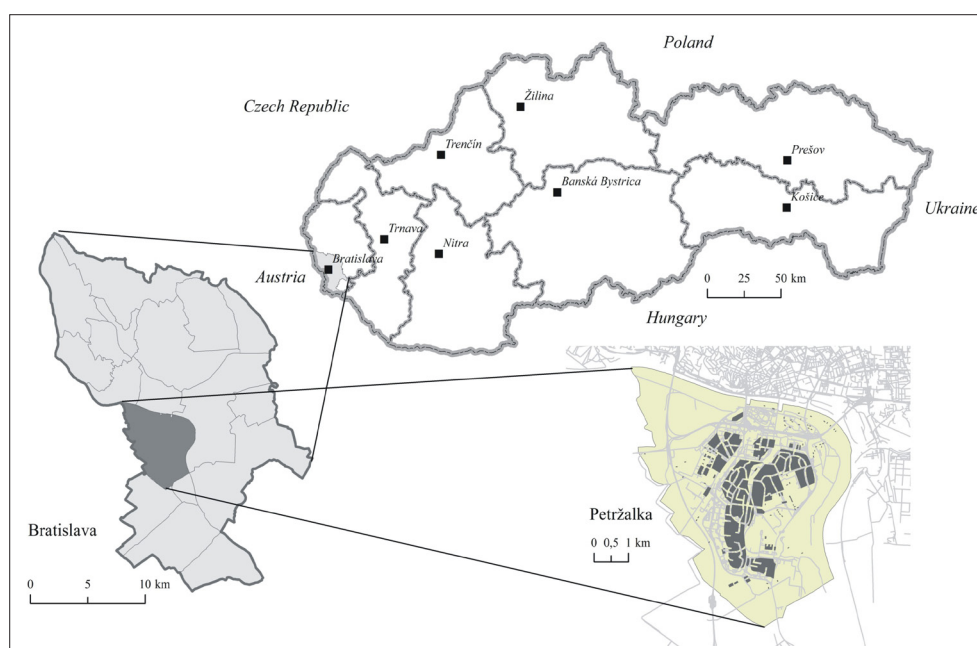 Poland
Czech Republic
Žilina
Trenčín
Prešov
Banská Bystrica
Košice
Ukraine
Trnava
Nitra
Austria
Bratislava
0 25 50 km
Hungary
Petržalka
0 0,5 1 km
Bratislava
0 5 10 km